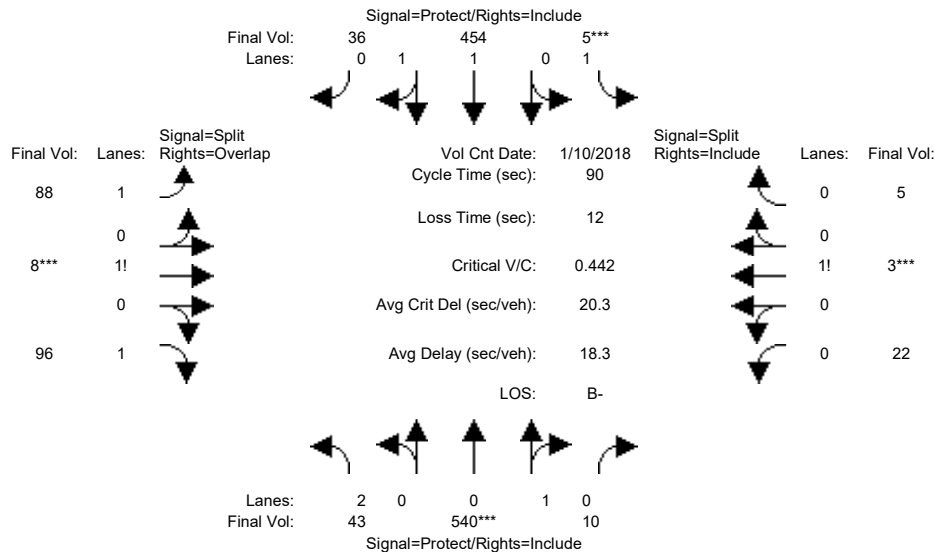 Signal=Protect/Rights=Include
Final Vol: 36 454 5***
Lanes: 0 1 1 0 1
Signal=Split
Final Vol: Lanes: Rights=Overlap
Vol Cnt Date: 1/10/2018
Signal=Split
Rights=Include Lanes: Final Vol:
Cycle Time (sec): 90
88 1
0 5
Loss Time (sec): 12
0
0
8*** 1!
Critical V/C: 0.442
1! 3***
0
Avg Crit Del (sec/veh): 20.3
0
96 1
Avg Delay (sec/veh): 18.3
0 22
LOS: B-
Lanes: 2 0 0 1 0
Final Vol: 43 540*** 10
Signal=Protect/Rights=Include